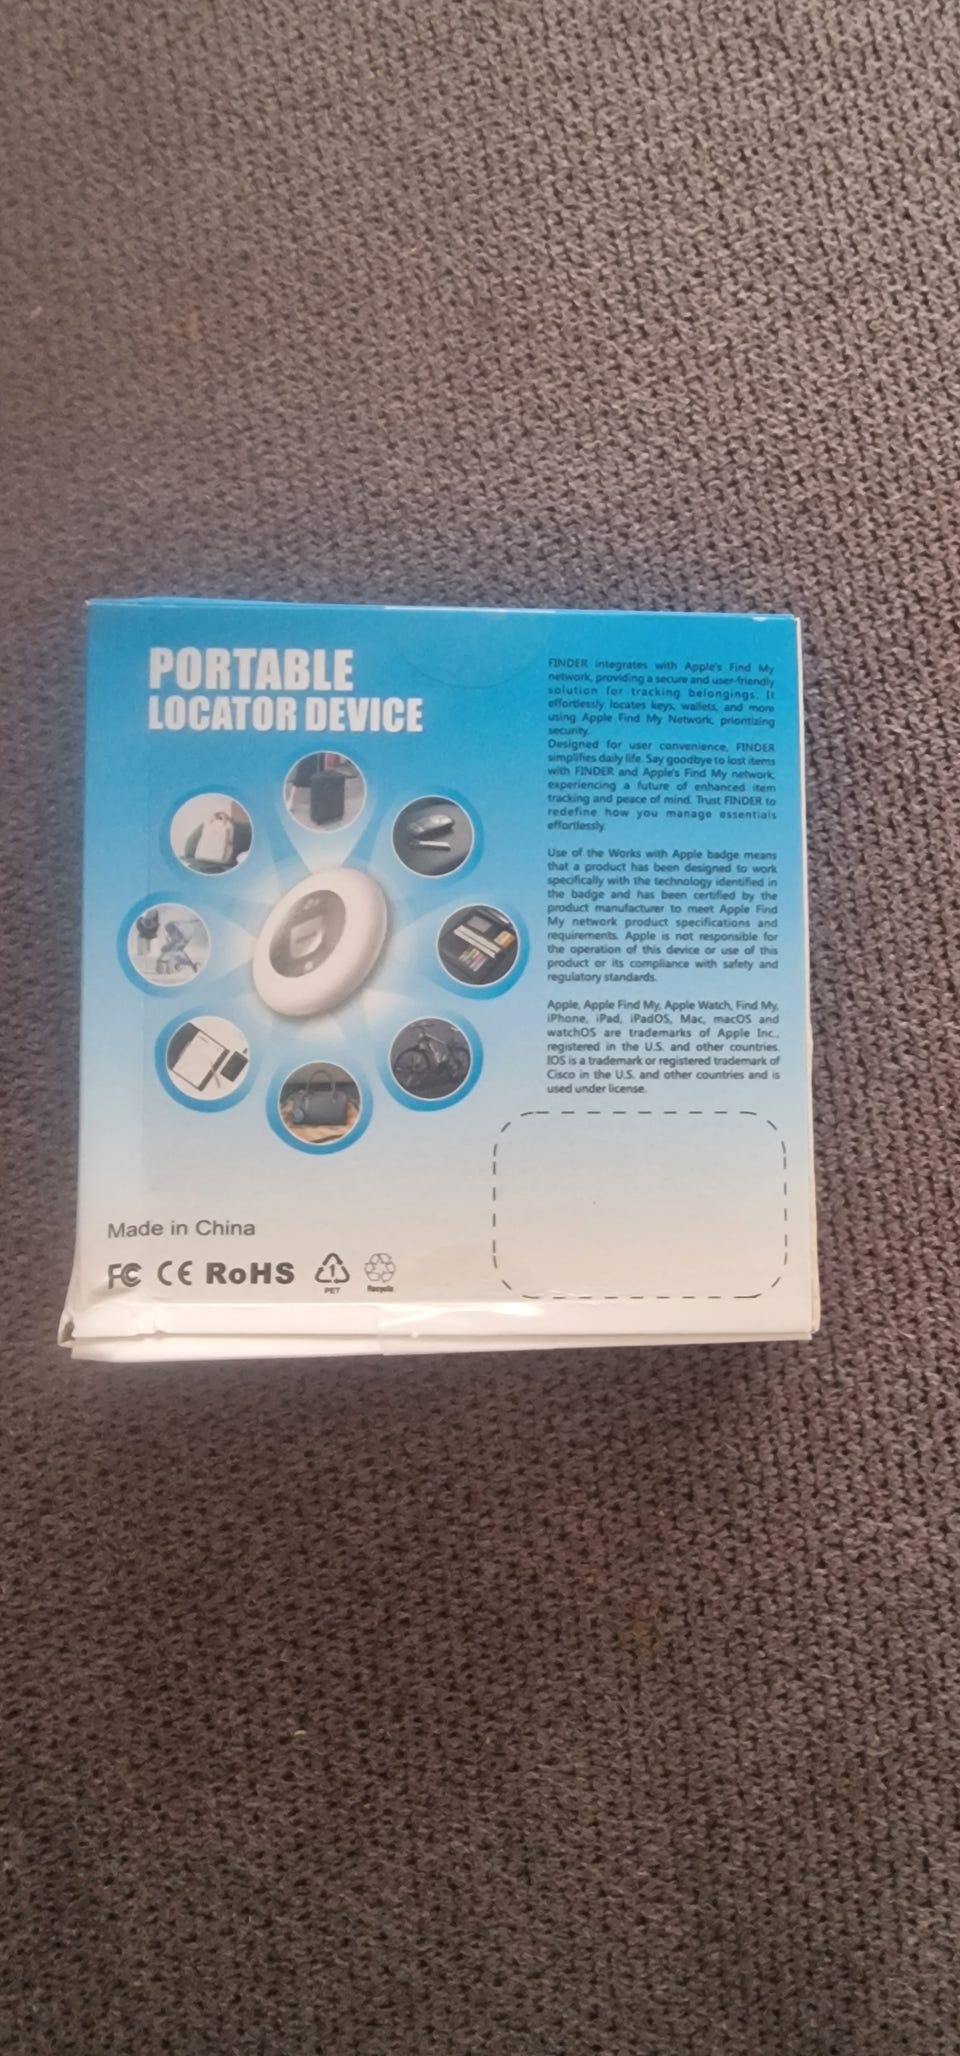 PORTABLE
LOCATOR DEVICE
FINDER integrates with Apple's Find My
network, providing a secure and user-friendly
solution for tracking belongings. It
effortlessly locates keys, wallets, and more
using Apple Find My Network, prioritizing
security.
Designed for user convenience, FINDER
simplifies daily life. Say goodbye to lost items
with FINDER and Apple's Find My network,
experiencing a future of enhanced item
tracking and peace of mind. Trust FINDER to
redefine how you manage essentials
effortlessly.
Use of the Works with Apple badge means
that a product has been designed to work
specifically with the technology identified in
the badge and has been certified by the
product manufacturer to meet Apple Find
My network product specifications and
requirements. Apple is not responsible for
the operation of this device or use of this
product or its compliance with safety and
regulatory standards.
Apple, Apple Find My, Apple Watch, Find My,
iPhone, iPad, iPadOS, Mac, macOS and
watchOS are trademarks of Apple Inc.,
registered in the U.S. and other countries.
IOS is a trademark or registered trademark of
Cisco in the U.S. and other countries and is
used under license.
Made in China
FC CE RoHS 1
PET
Recycle